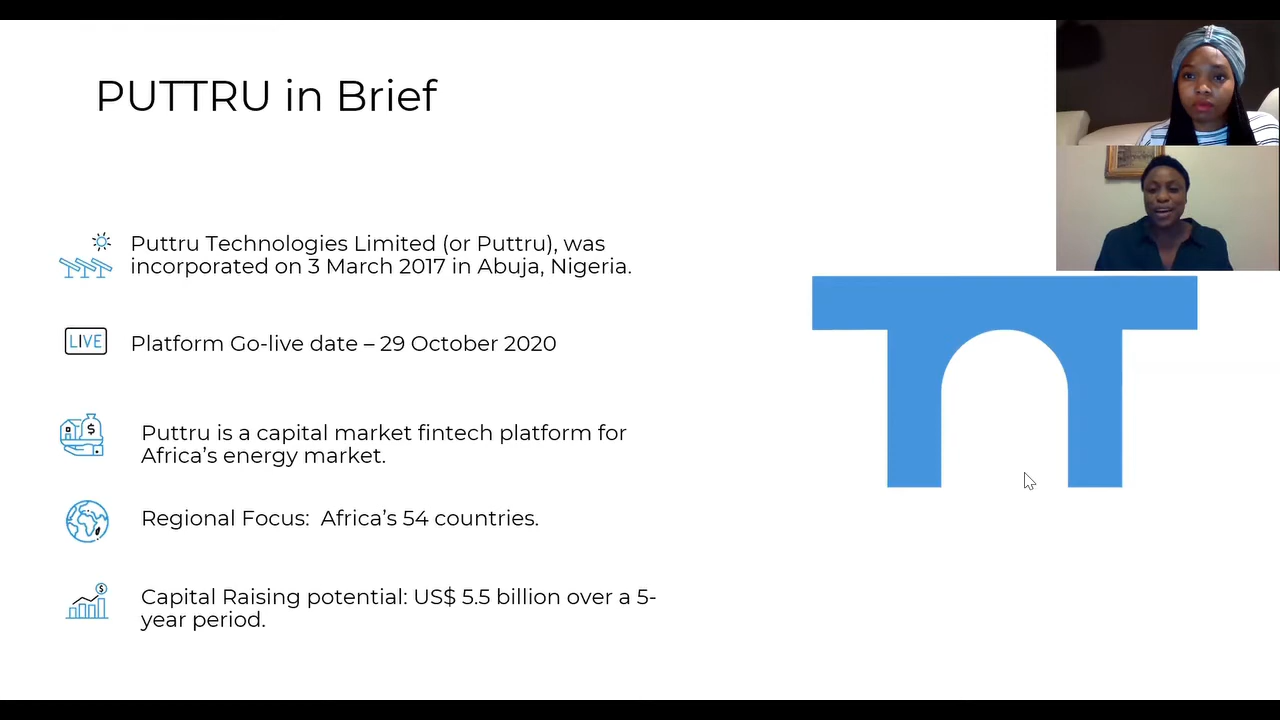 PUTTRU in Brief
Puttru Technologies Limited (or Puttru), was
incorporated on 3 March 2017 in Abuja, Nigeria.
LIVE
Platform Go-live date – 29 October 2020
$
Puttru is a capital market fintech platform for
Africa’s energy market.
Regional Focus:  Africa’s 54 countries.
$
Capital Raising potential: US$ 5.5 billion over a 5-
year period.